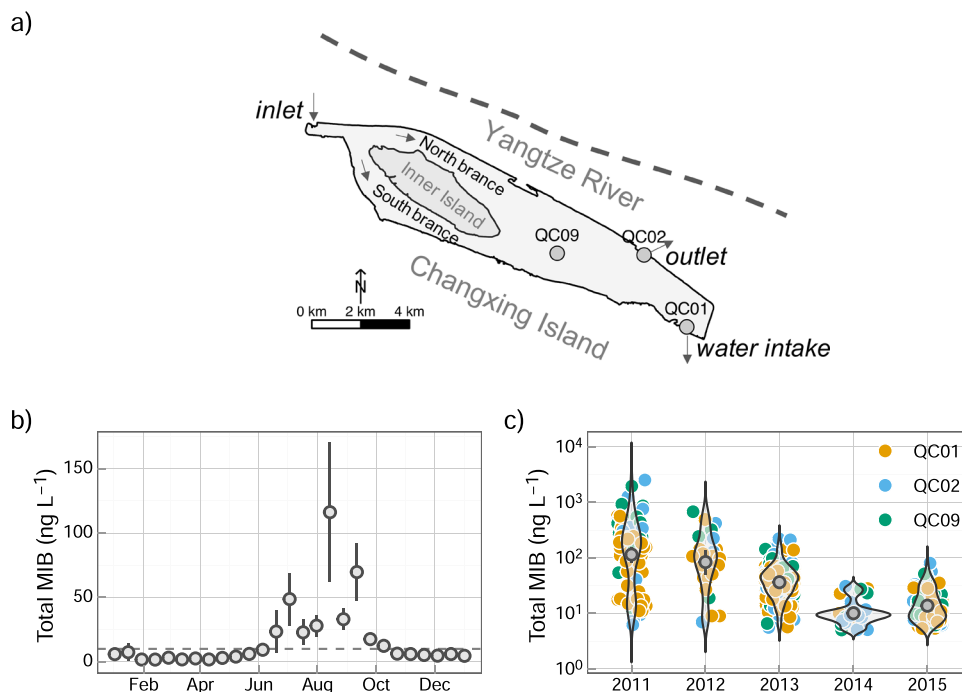 a)
inlet
Yangtze River
North brance
Inner Island
South brance
QC09
QC02
outlet
Changxing Island
N
0 km 2 km 4 km
QC01
water intake
b)
Total MIB (ng L⁻¹)
150
100
50
0
Feb Apr Jun Aug Oct Dec
c)
Total MIB (ng L⁻¹)
10⁴
10³
10²
10¹
10⁰
QC01
QC02
QC09
2011 2012 2013 2014 2015